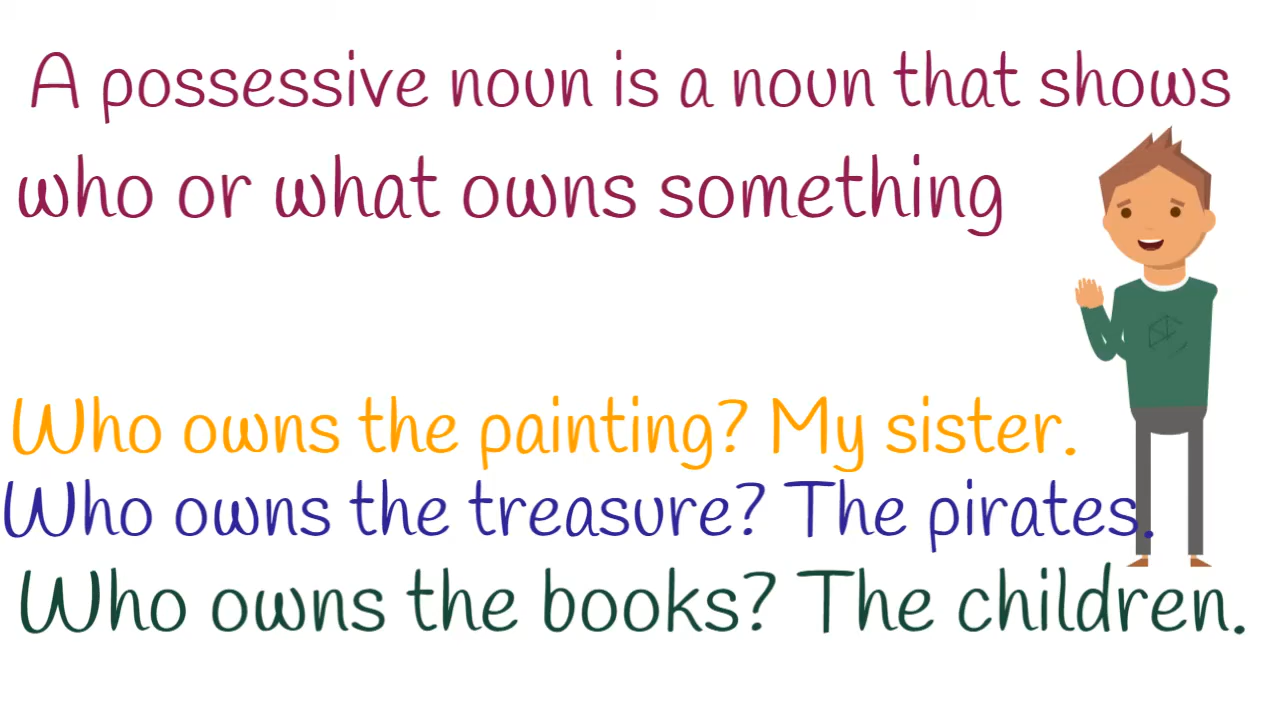 A possessive noun is a noun that shows
who or what owns something
Who owns the painting? My sister.
Who owns the treasure? The pirates.
Who owns the books? The children.